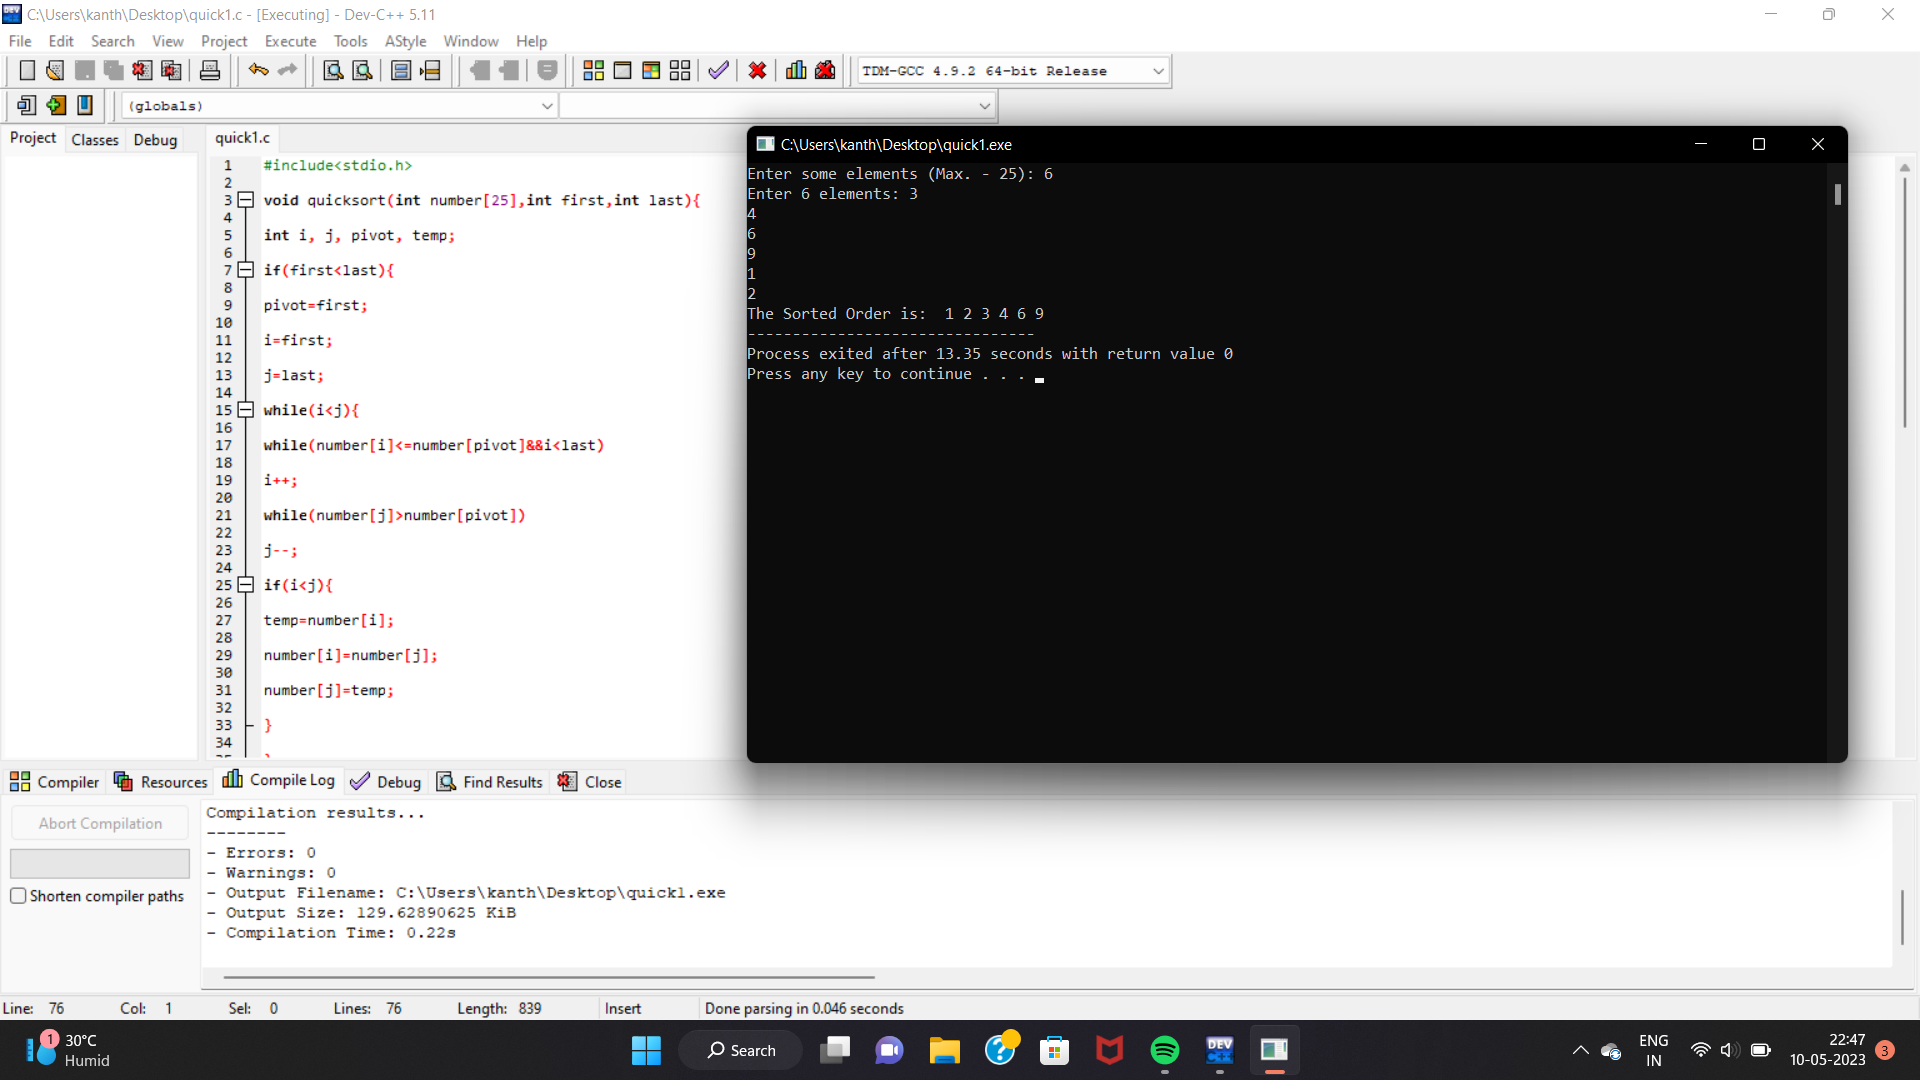 C:\Users\kanth\Desktop\quick1.c - [Executing] - Dev-C++ 5.11
File Edit Search View Project Execute Tools AStyle Window Help
TDM-GCC 4.9.2 64-bit Release
(globals)
Project Classes Debug
quick1.c
1 #include<stdio.h>
2
3 void quicksort(int number[25],int first,int last){
4
5 int i, j, pivot, temp;
6
7 if(first<last){
8
9 pivot=first;
10
11 i=first;
12
13 j=last;
14
15 while(i<j){
16
17 while(number[i]<=number[pivot]&&i<last)
18
19 i++;
20
21 while(number[j]>number[pivot])
22
23 j--;
24
25 if(i<j){
26
27 temp=number[i];
28
29 number[i]=number[j];
30
31 number[j]=temp;
32
33 }
34
C:\Users\kanth\Desktop\quick1.exe
Enter some elements (Max. - 25): 6
Enter 6 elements: 3
4
6
9
1
2
The Sorted Order is:  1 2 3 4 6 9
--------------------------------
Process exited after 13.35 seconds with return value 0
Press any key to continue . . .
Compiler Resources Compile Log Debug Find Results Close
Abort Compilation
Shorten compiler paths
Compilation results...
--------
- Errors: 0
- Warnings: 0
- Output Filename: C:\Users\kanth\Desktop\quick1.exe
- Output Size: 129.62890625 KiB
- Compilation Time: 0.22s
Line: 76 Col: 1 Sel: 0 Lines: 76 Length: 839 Insert Done parsing in 0.046 seconds
1
30°C
Humid
Search
DEV
C++
ENG
IN
22:47
10-05-2023
3